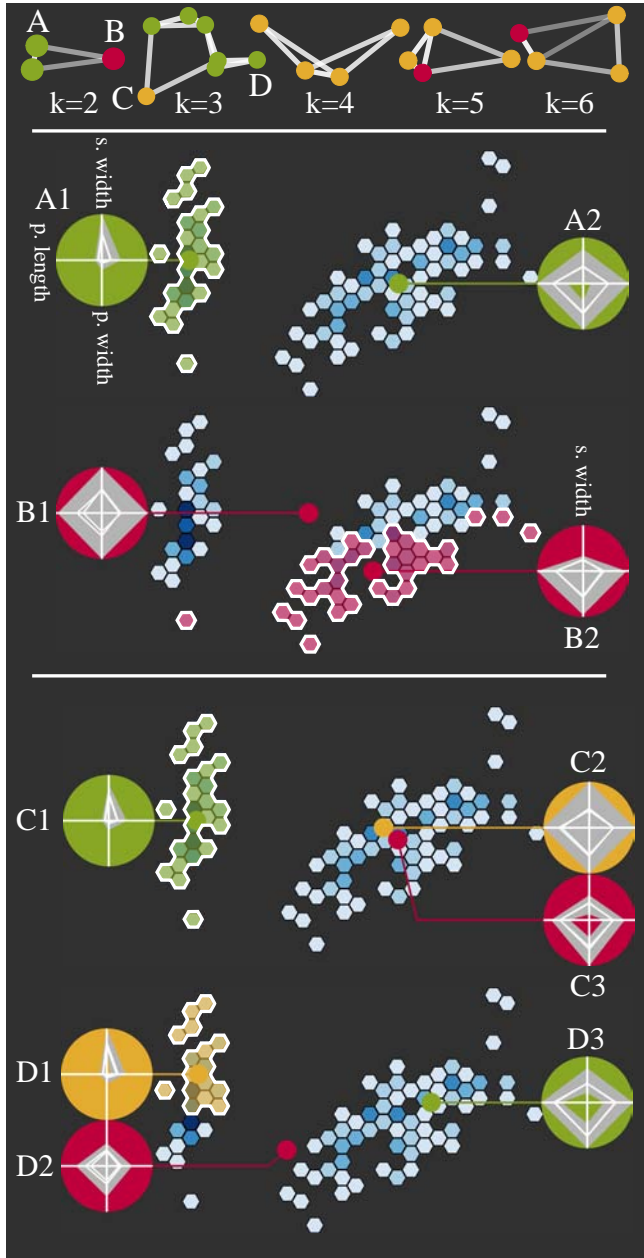 A
B
C
D
k=2
k=3
k=4
k=5
k=6
A1
s. width
p. length
p. width
A2
B1
s. width
B2
C1
C2
C3
D1
D2
D3